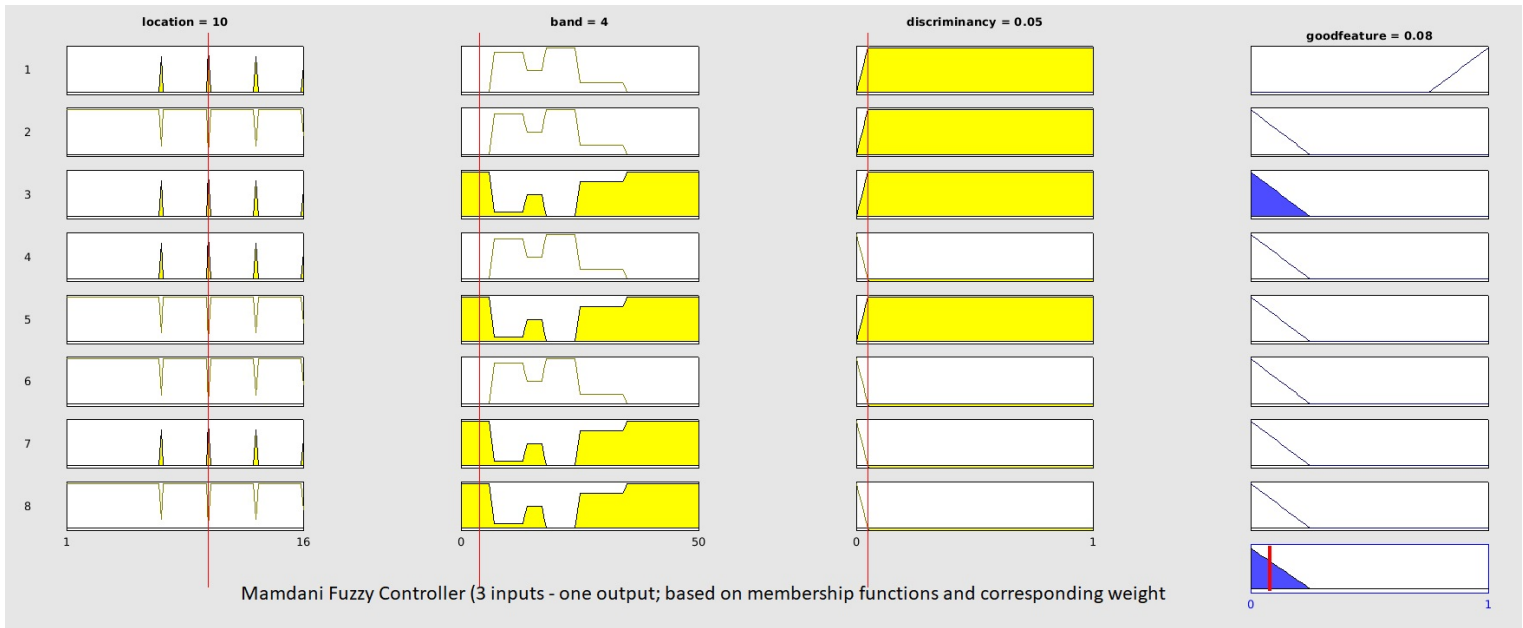 location = 10
band = 4
discriminancy = 0.05
goodfeature = 0.08
1
2
3
4
5
6
7
8
1 16
0 50
0 1
0 1
Mamdani Fuzzy Controller (3 inputs - one output; based on membership functions and corresponding weight